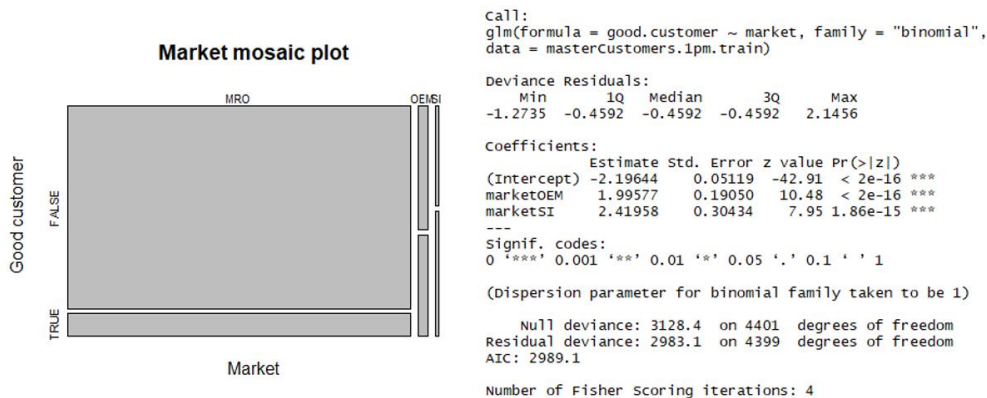 Market mosaic plot
MRO
OEM
SI
Good customer
FALSE
TRUE
Market
Call:
glm(formula = good.customer ~ market, family = "binomial",
data = masterCustomers.1pm.train)
Deviance Residuals:
Min 1Q Median 3Q Max
-1.2735 -0.4592 -0.4592 -0.4592 2.1456
Coefficients:
Estimate Std. Error z value Pr(>|z|)
(Intercept) -2.19644 0.05119 -42.91 < 2e-16 ***
marketOEM 1.99577 0.19050 10.48 < 2e-16 ***
marketSI 2.41958 0.30434 7.95 1.86e-15 ***
---
Signif. codes:
0 ‘***’ 0.001 ‘**’ 0.01 ‘*’ 0.05 ‘.’ 0.1 ‘ ’ 1
(Dispersion parameter for binomial family taken to be 1)
Null deviance: 3128.4 on 4401 degrees of freedom
Residual deviance: 2983.1 on 4399 degrees of freedom
AIC: 2989.1
Number of Fisher Scoring iterations: 4